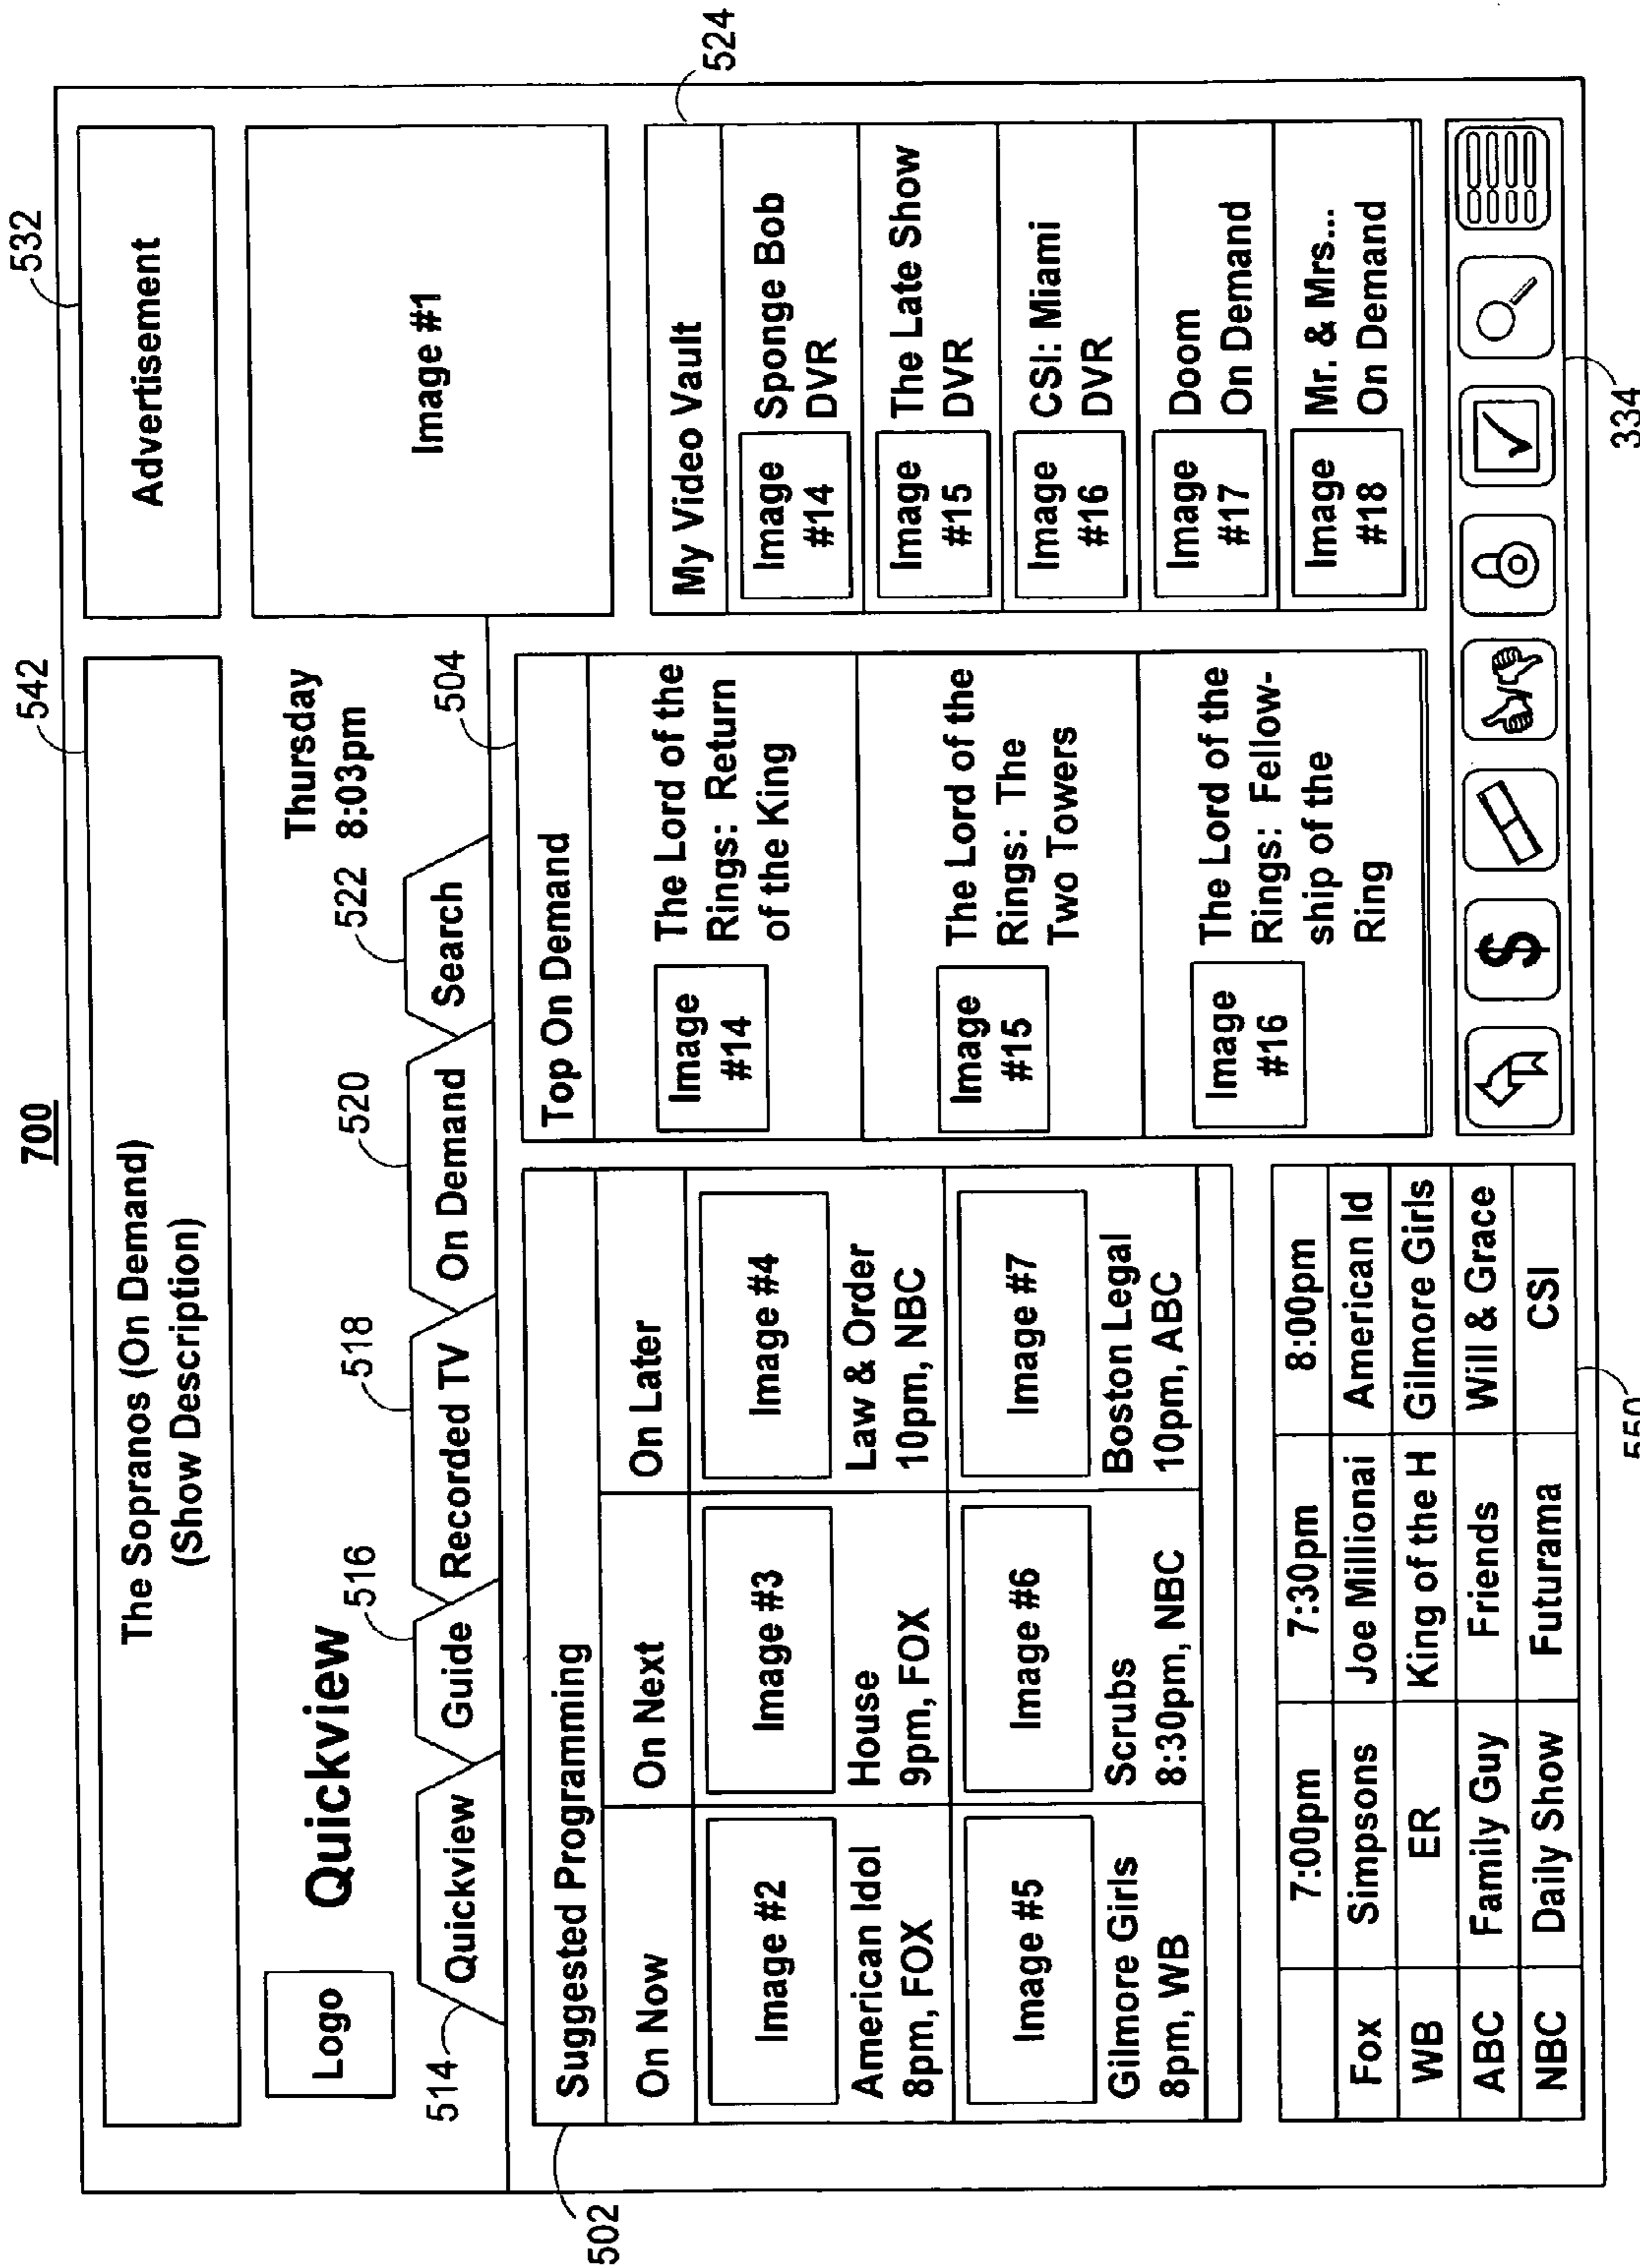 700
542
532
The Sopranos (On Demand)
(Show Description)
Advertisement
Logo
Quickview
Thursday
8:03pm
Image #1
514
Quickview
516
Guide
518
Recorded TV
520
On Demand
522
Search
504
502
Suggested Programming
On Now
On Next
On Later
Image #2
Image #3
Image #4
American Idol
8pm, FOX
House
9pm, FOX
Law & Order
10pm, NBC
Image #5
Image #6
Image #7
Gilmore Girls
8pm, WB
Scrubs
8:30pm, NBC
Boston Legal
10pm, ABC
Top On Demand
Image
#14
The Lord of the
Rings: Return
of the King
Image
#15
The Lord of the
Rings: The
Two Towers
Image
#16
The Lord of the
Rings: Fellow-
ship of the
Ring
524
My Video Vault
Image
#14
Sponge Bob
DVR
Image
#15
The Late Show
DVR
Image
#16
CSI: Miami
DVR
Image
#17
Doom
On Demand
Image
#18
Mr. & Mrs...
On Demand
7:00pm 7:30pm 8:00pm
Fox Simpsons Joe Millionai American Id
WB ER King of the H Gilmore Girls
ABC Family Guy Friends Will & Grace
NBC Daily Show Futurama CSI
$
550
334